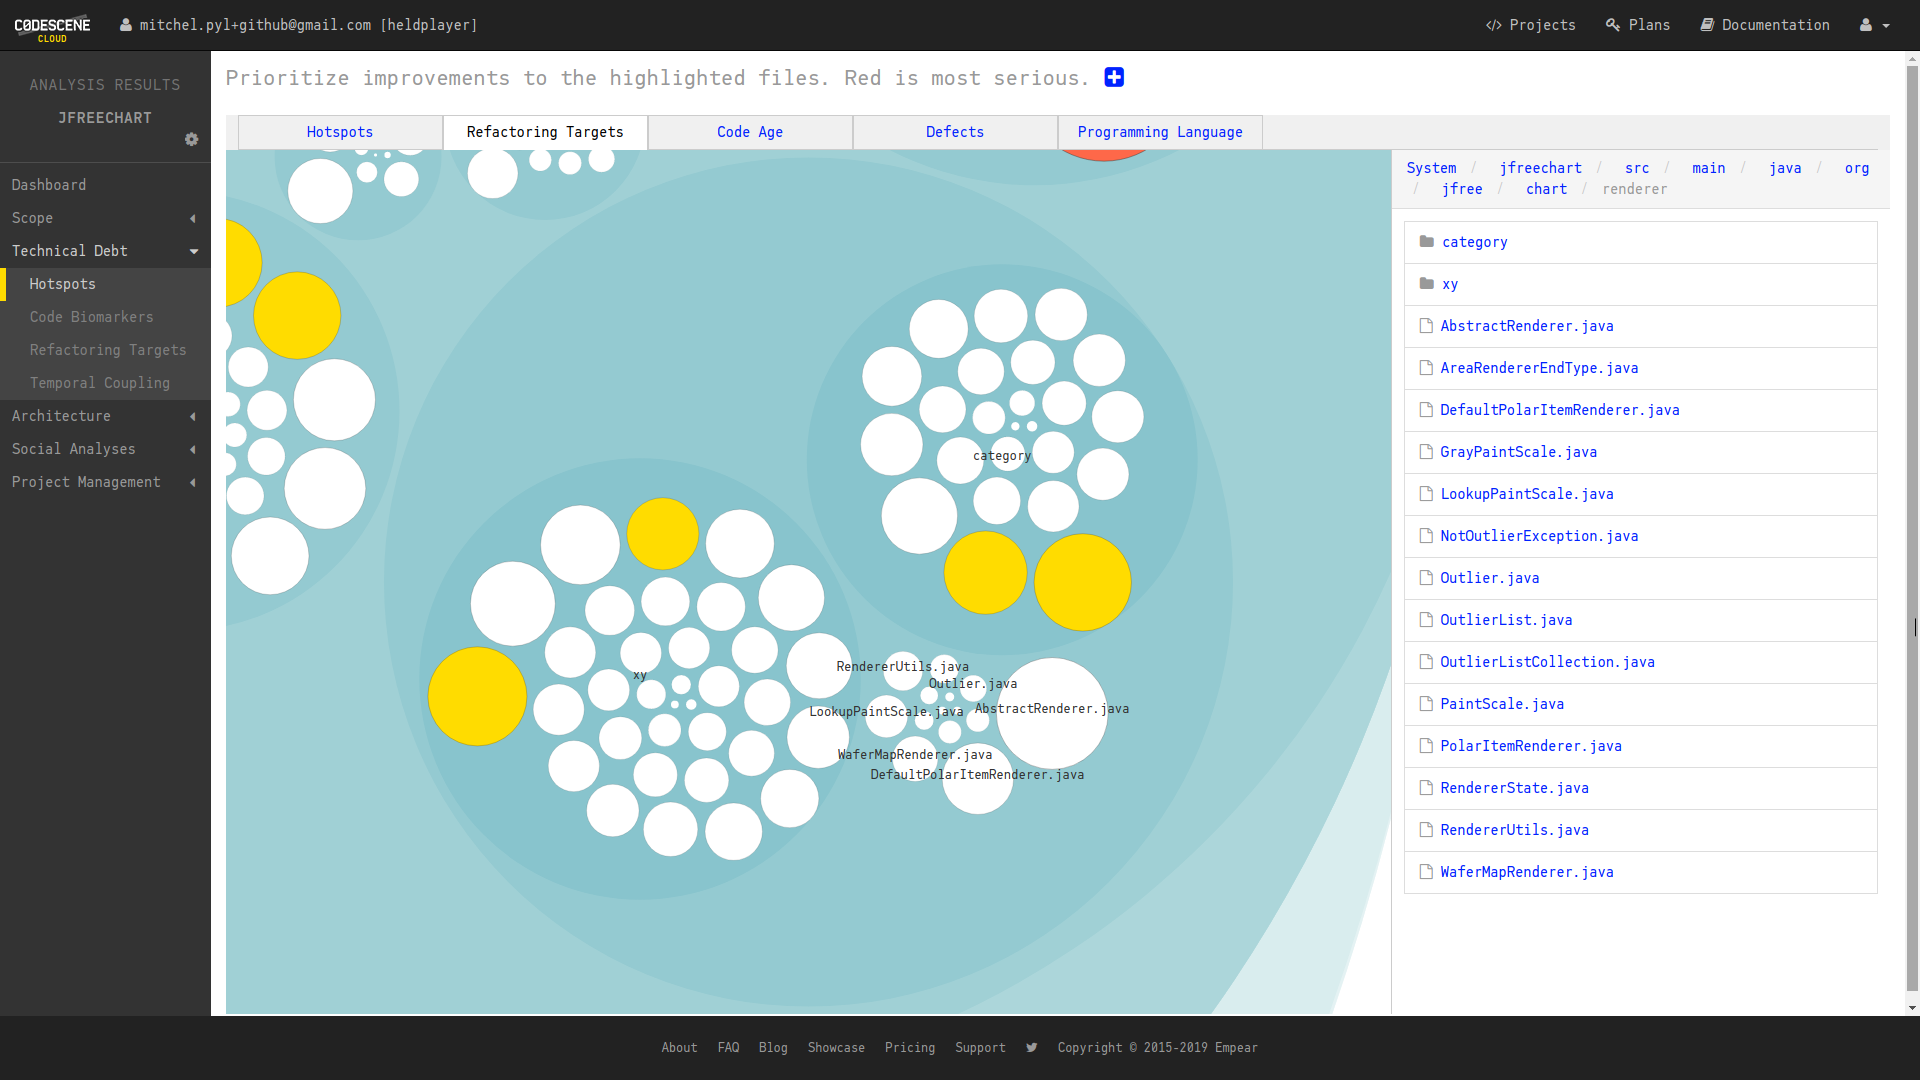 CODESCENE
CLOUD
mitchel.pyl+github@gmail.com [heldplayer]
Projects
Plans
Documentation
ANALYSIS RESULTS
JFREECHART
Dashboard
Scope
Technical Debt
Hotspots
Code Biomarkers
Refactoring Targets
Temporal Coupling
Architecture
Social Analyses
Project Management
Prioritize improvements to the highlighted files. Red is most serious.
Hotspots
Refactoring Targets
Code Age
Defects
Programming Language
category
xy
RendererUtils.java
Outlier.java
LookupPaintScale.java
AbstractRenderer.java
WaferMapRenderer.java
DefaultPolarItemRenderer.java
System / jfreechart / src / main / java / org
/ jfree / chart / renderer
category
xy
AbstractRenderer.java
AreaRendererEndType.java
DefaultPolarItemRenderer.java
GrayPaintScale.java
LookupPaintScale.java
NotOutlierException.java
Outlier.java
OutlierList.java
OutlierListCollection.java
PaintScale.java
PolarItemRenderer.java
RendererState.java
RendererUtils.java
WaferMapRenderer.java
About
FAQ
Blog
Showcase
Pricing
Support
Copyright © 2015-2019 Empear